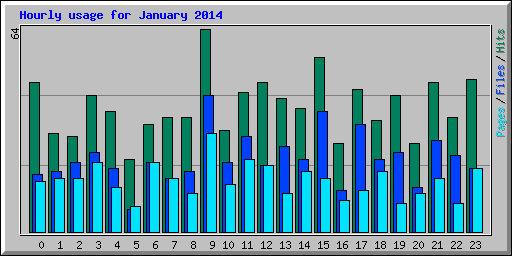 Hourly usage for January 2014
64
Pages/Files/Hits
0 1 2 3 4 5 6 7 8 9 10 11 12 13 14 15 16 17 18 19 20 21 22 23